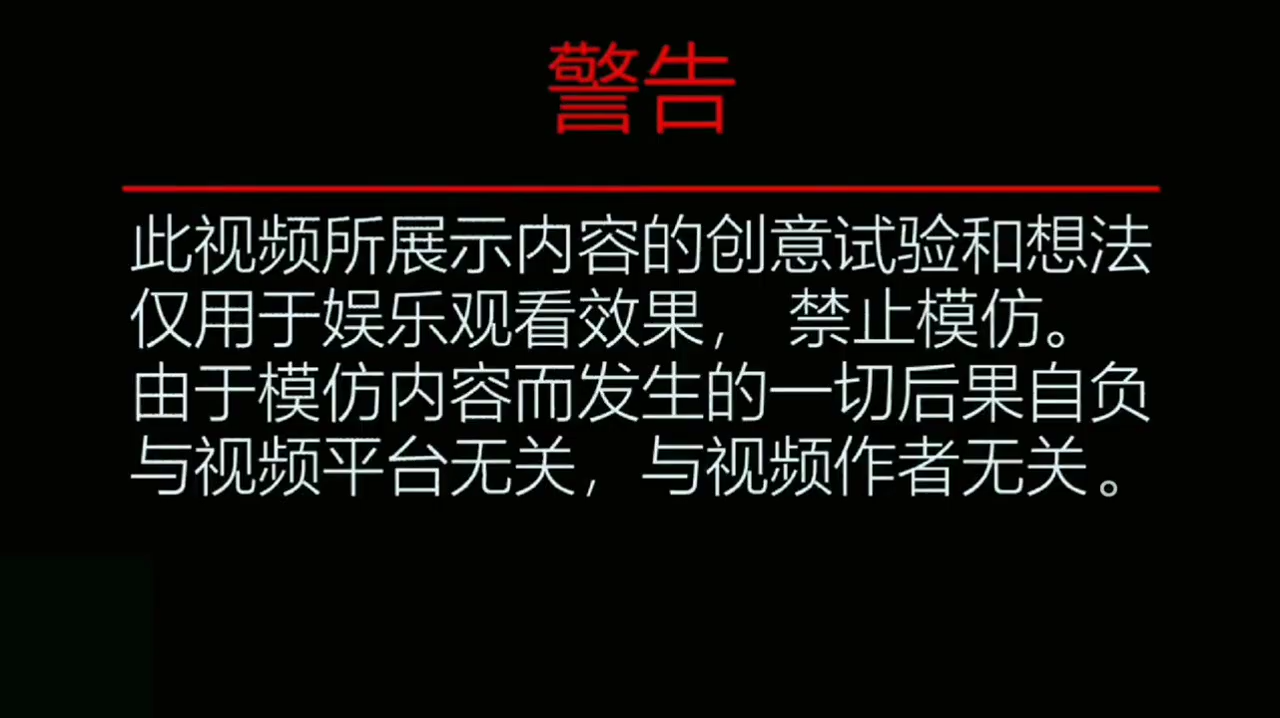 警告
此视频所展示内容的创意试验和想法
仅用于娱乐观看效果， 禁止模仿。
由于模仿内容而发生的一切后果自负
与视频平台无关，与视频作者无关。